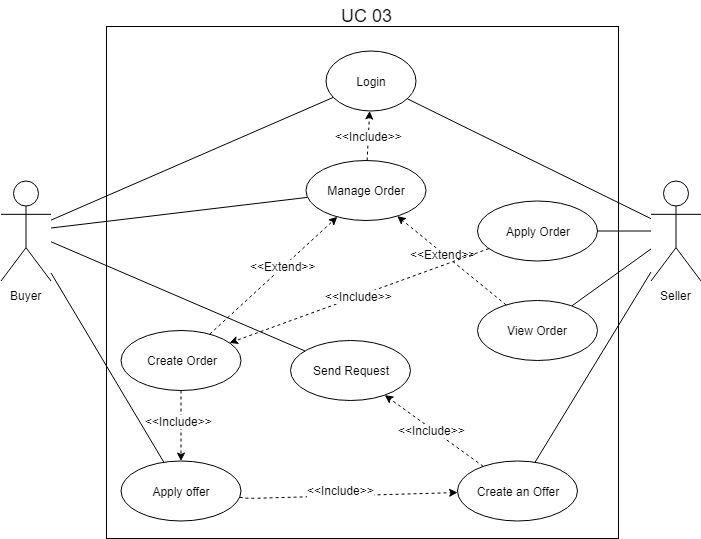 UC 03
Login
<<Include>>
Manage Order
Apply Order
<<Extend>>
<<Extend>>
Buyer
<<Include>>
Seller
View Order
Create Order
Send Request
<<Include>>
<<Include>>
Apply offer
<<Include>>
Create an Offer